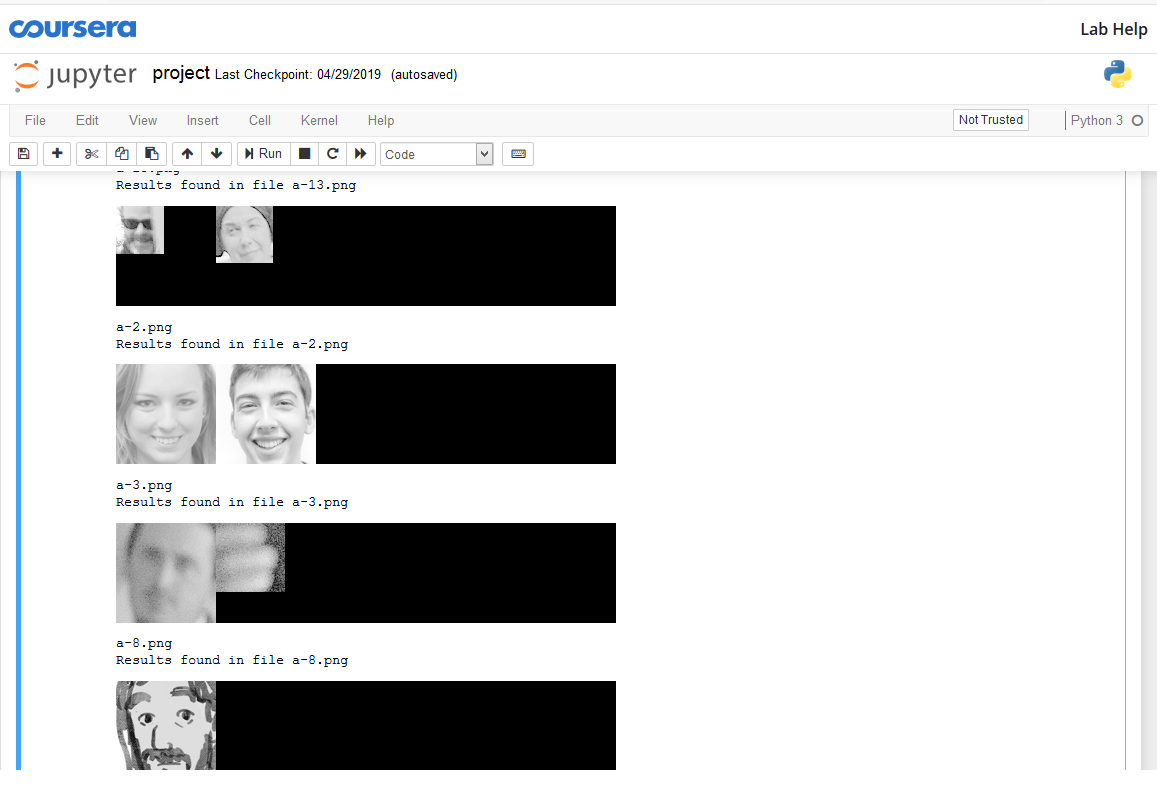 coursera
Lab Help
jupyter project Last Checkpoint: 04/29/2019 (autosaved)
File Edit View Insert Cell Kernel Help Not Trusted Python 3
Run Code
Results found in file a-13.png
a-2.png
Results found in file a-2.png
a-3.png
Results found in file a-3.png
a-8.png
Results found in file a-8.png